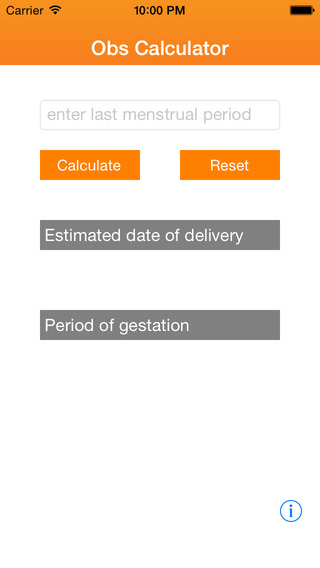 Carrier 10:00 PM
Obs Calculator
enter last menstrual period
Calculate Reset
Estimated date of delivery
Period of gestation
i